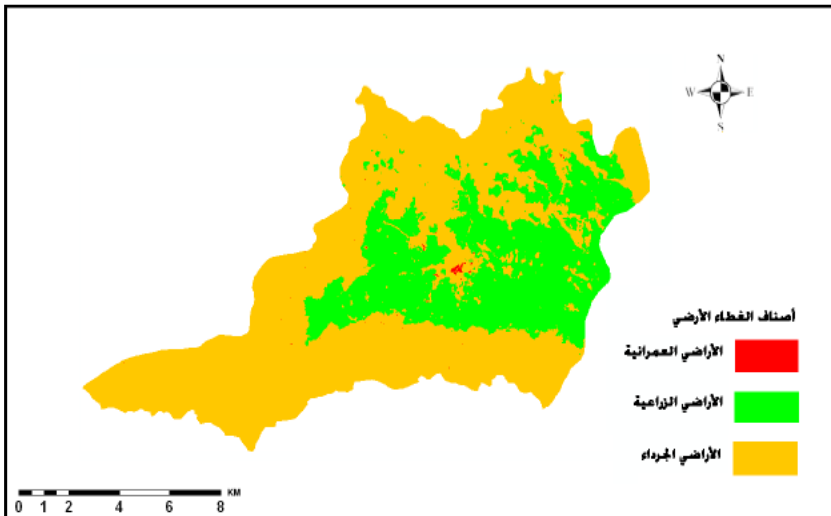 N
W E
S
أصناف الغطاء الأرضي
الأراضي العمرانية
الأراضي الزراعية
الأراضي الجرداء
0 1 2 4 6 8 KM